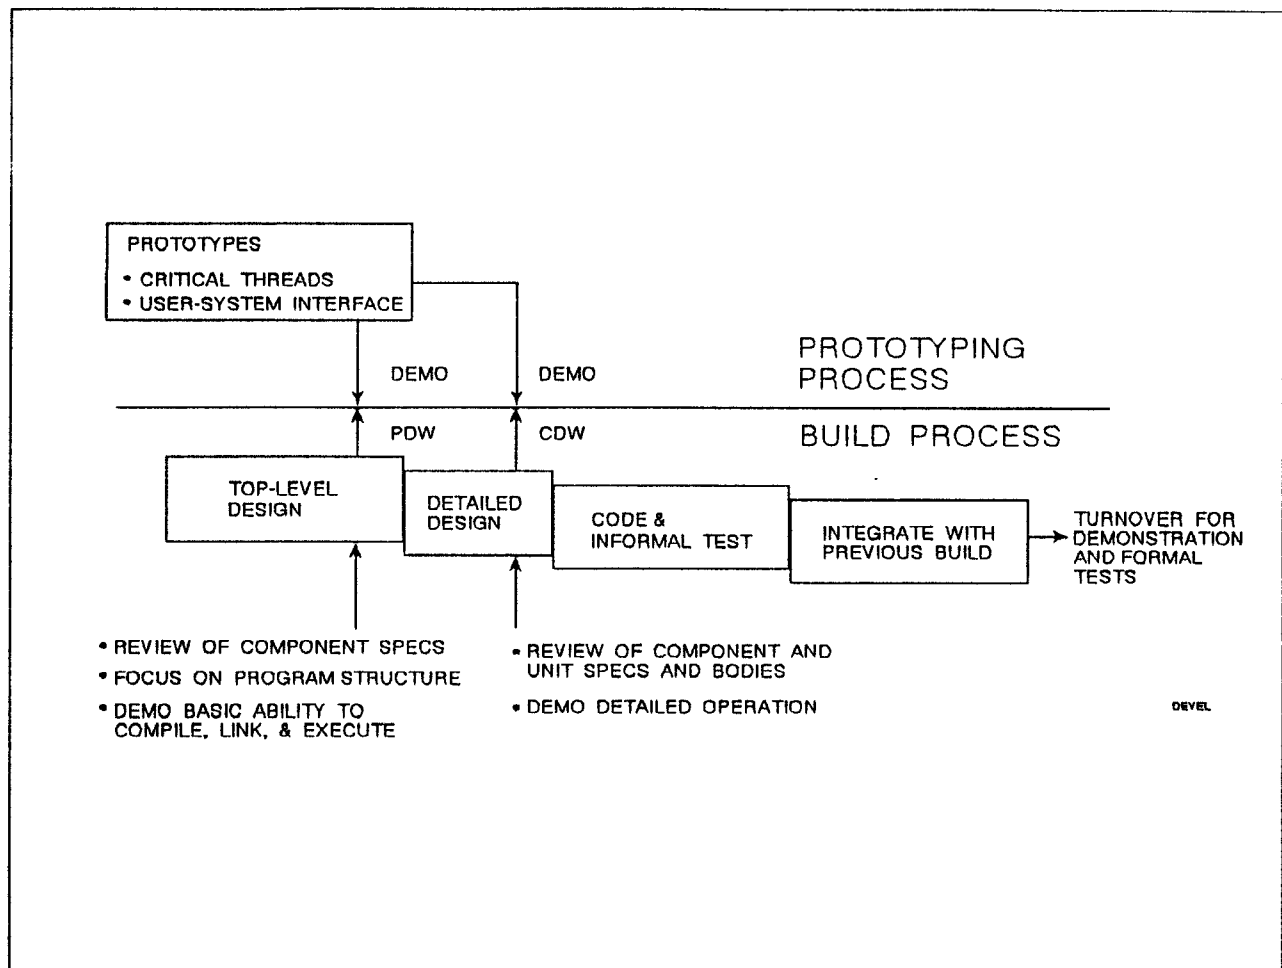 PROTOTYPES
• CRITICAL THREADS
• USER-SYSTEM INTERFACE
DEMO
DEMO
PROTOTYPING
PROCESS
PDW
CDW
BUILD PROCESS
TOP-LEVEL
DESIGN
DETAILED
DESIGN
CODE &
INFORMAL TEST
INTEGRATE WITH
PREVIOUS BUILD
TURNOVER FOR
DEMONSTRATION
AND FORMAL
TESTS
• REVIEW OF COMPONENT SPECS
• FOCUS ON PROGRAM STRUCTURE
• DEMO BASIC ABILITY TO
COMPILE, LINK, & EXECUTE
• REVIEW OF COMPONENT AND
UNIT SPECS AND BODIES
• DEMO DETAILED OPERATION
DEVEL